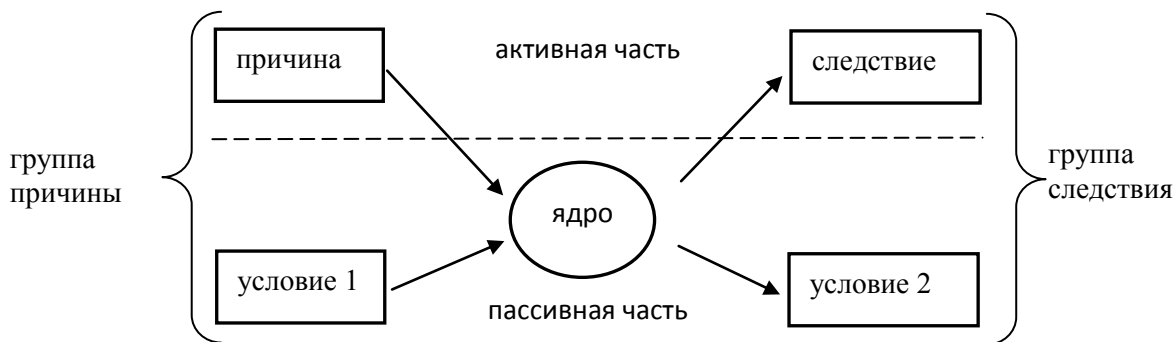 причина
активная часть
следствие
группа
причины
ядро
группа
следствия
условие 1
пассивная часть
условие 2